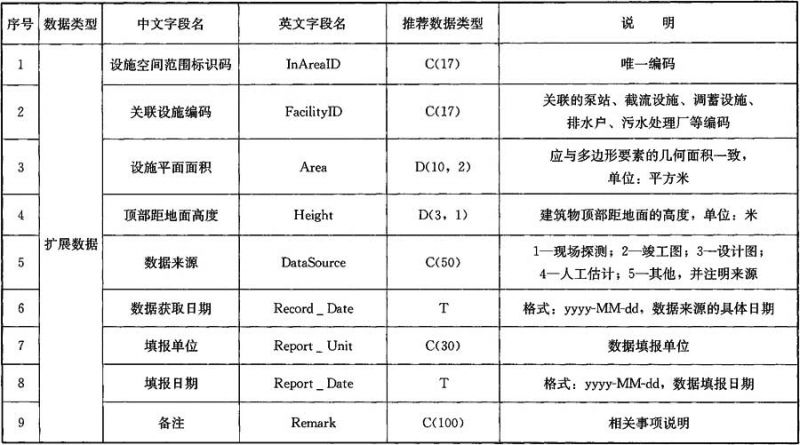 序号 数据类型 中文字段名 英文字段名 推荐数据类型 说 明
1 设施空间范围标识码 InAreaID C(17) 唯一编码
2 关联设施编码 FacilityID C(17) 关联的泵站、截流设施、调蓄设施、
排水户、污水处理厂等编码
3 设施平面面积 Area D(10，2) 应与多边形要素的几何面积一致，
单位：平方米
4 顶部距地面高度 Height D(3，1) 建筑物顶部距地面的高度，单位：米
扩展数据
5 数据来源 DataSource C(50) 1—现场探测；2—竣工图；3—设计图；
4—人工估计；5—其他，并注明来源
6 数据获取日期 Record _ Date T 格式：yyyy-MM-dd，数据来源的具体日期
7 填报单位 Report _ Unit C(30) 数据填报单位
8 填报日期 Report _ Date T 格式：yyyy-MM-dd，数据填报日期
9 备注 Remark C(100) 相关事项说明